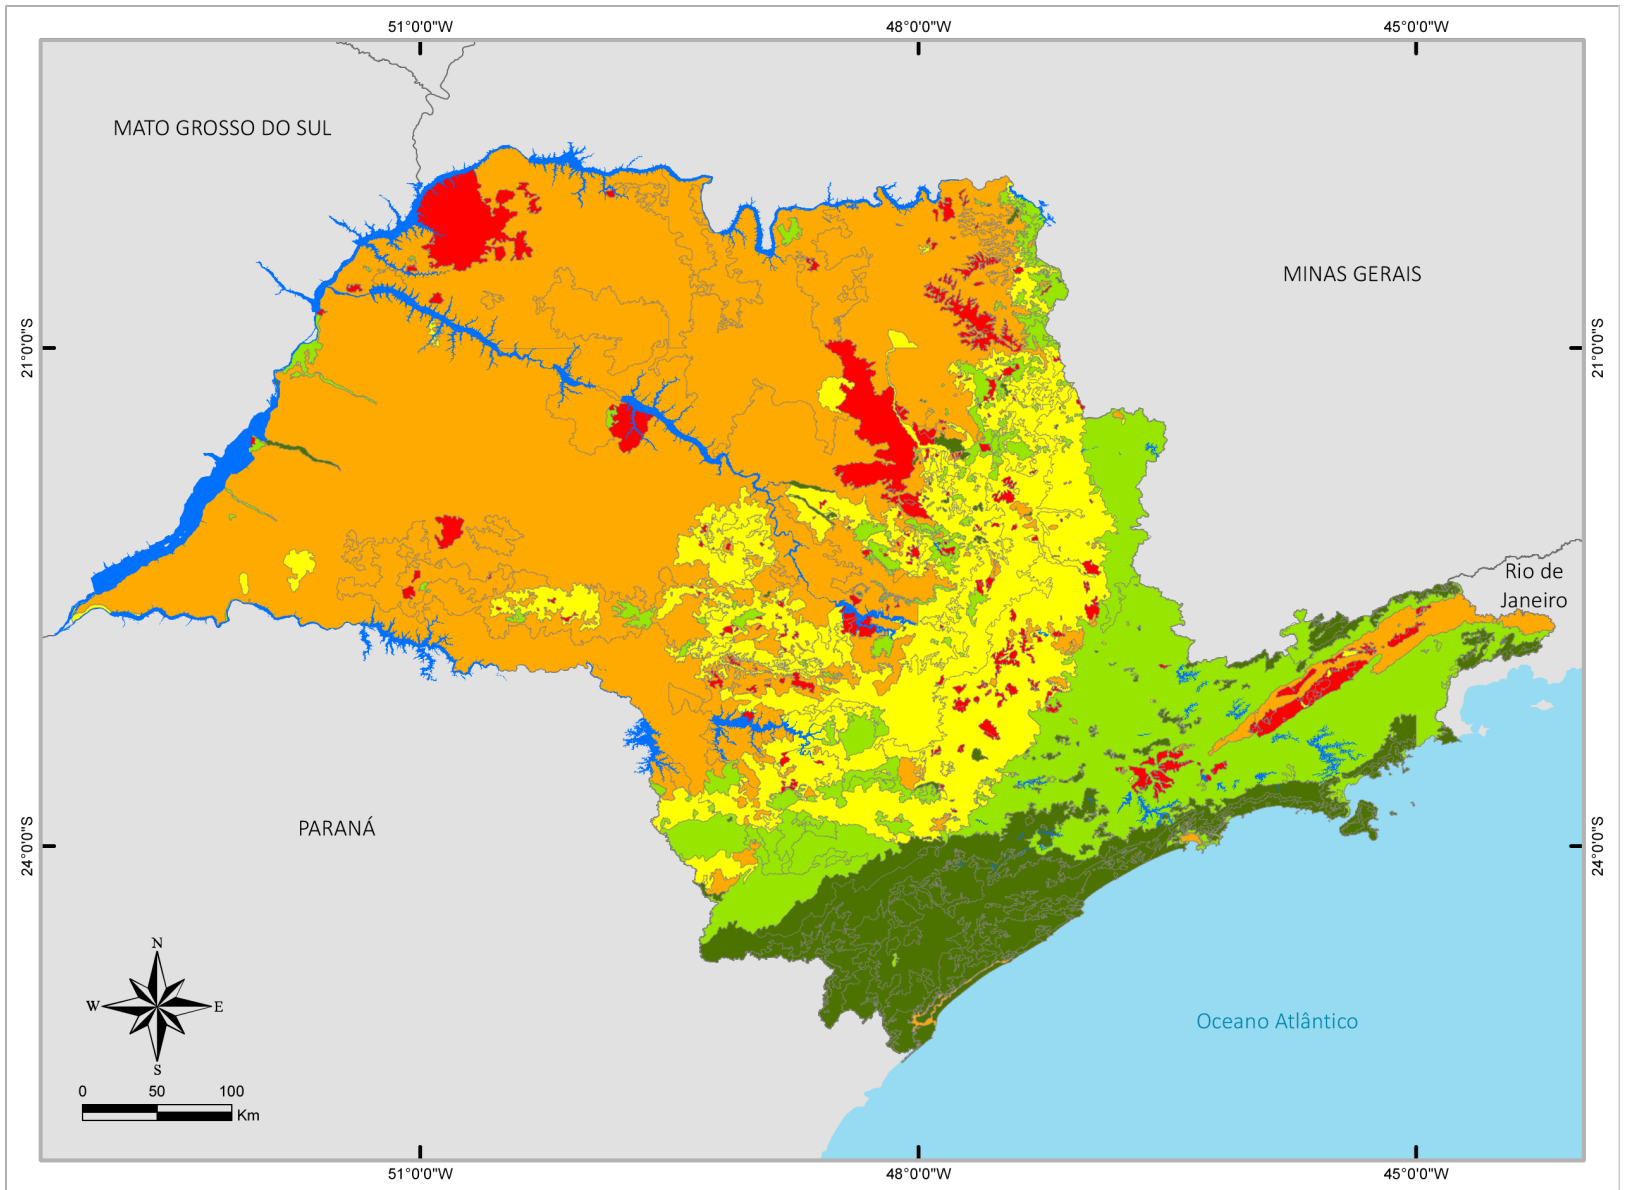 51°0'0"W 48°0'0"W 45°0'0"W
MATO GROSSO DO SUL
MINAS GERAIS
21°0'0"S 21°0'0"S
Rio de
Janeiro
PARANÁ
24°0'0"S 24°0'0"S
N
W E
S
Oceano Atlântico
0 50 100
Km
51°0'0"W 48°0'0"W 45°0'0"W